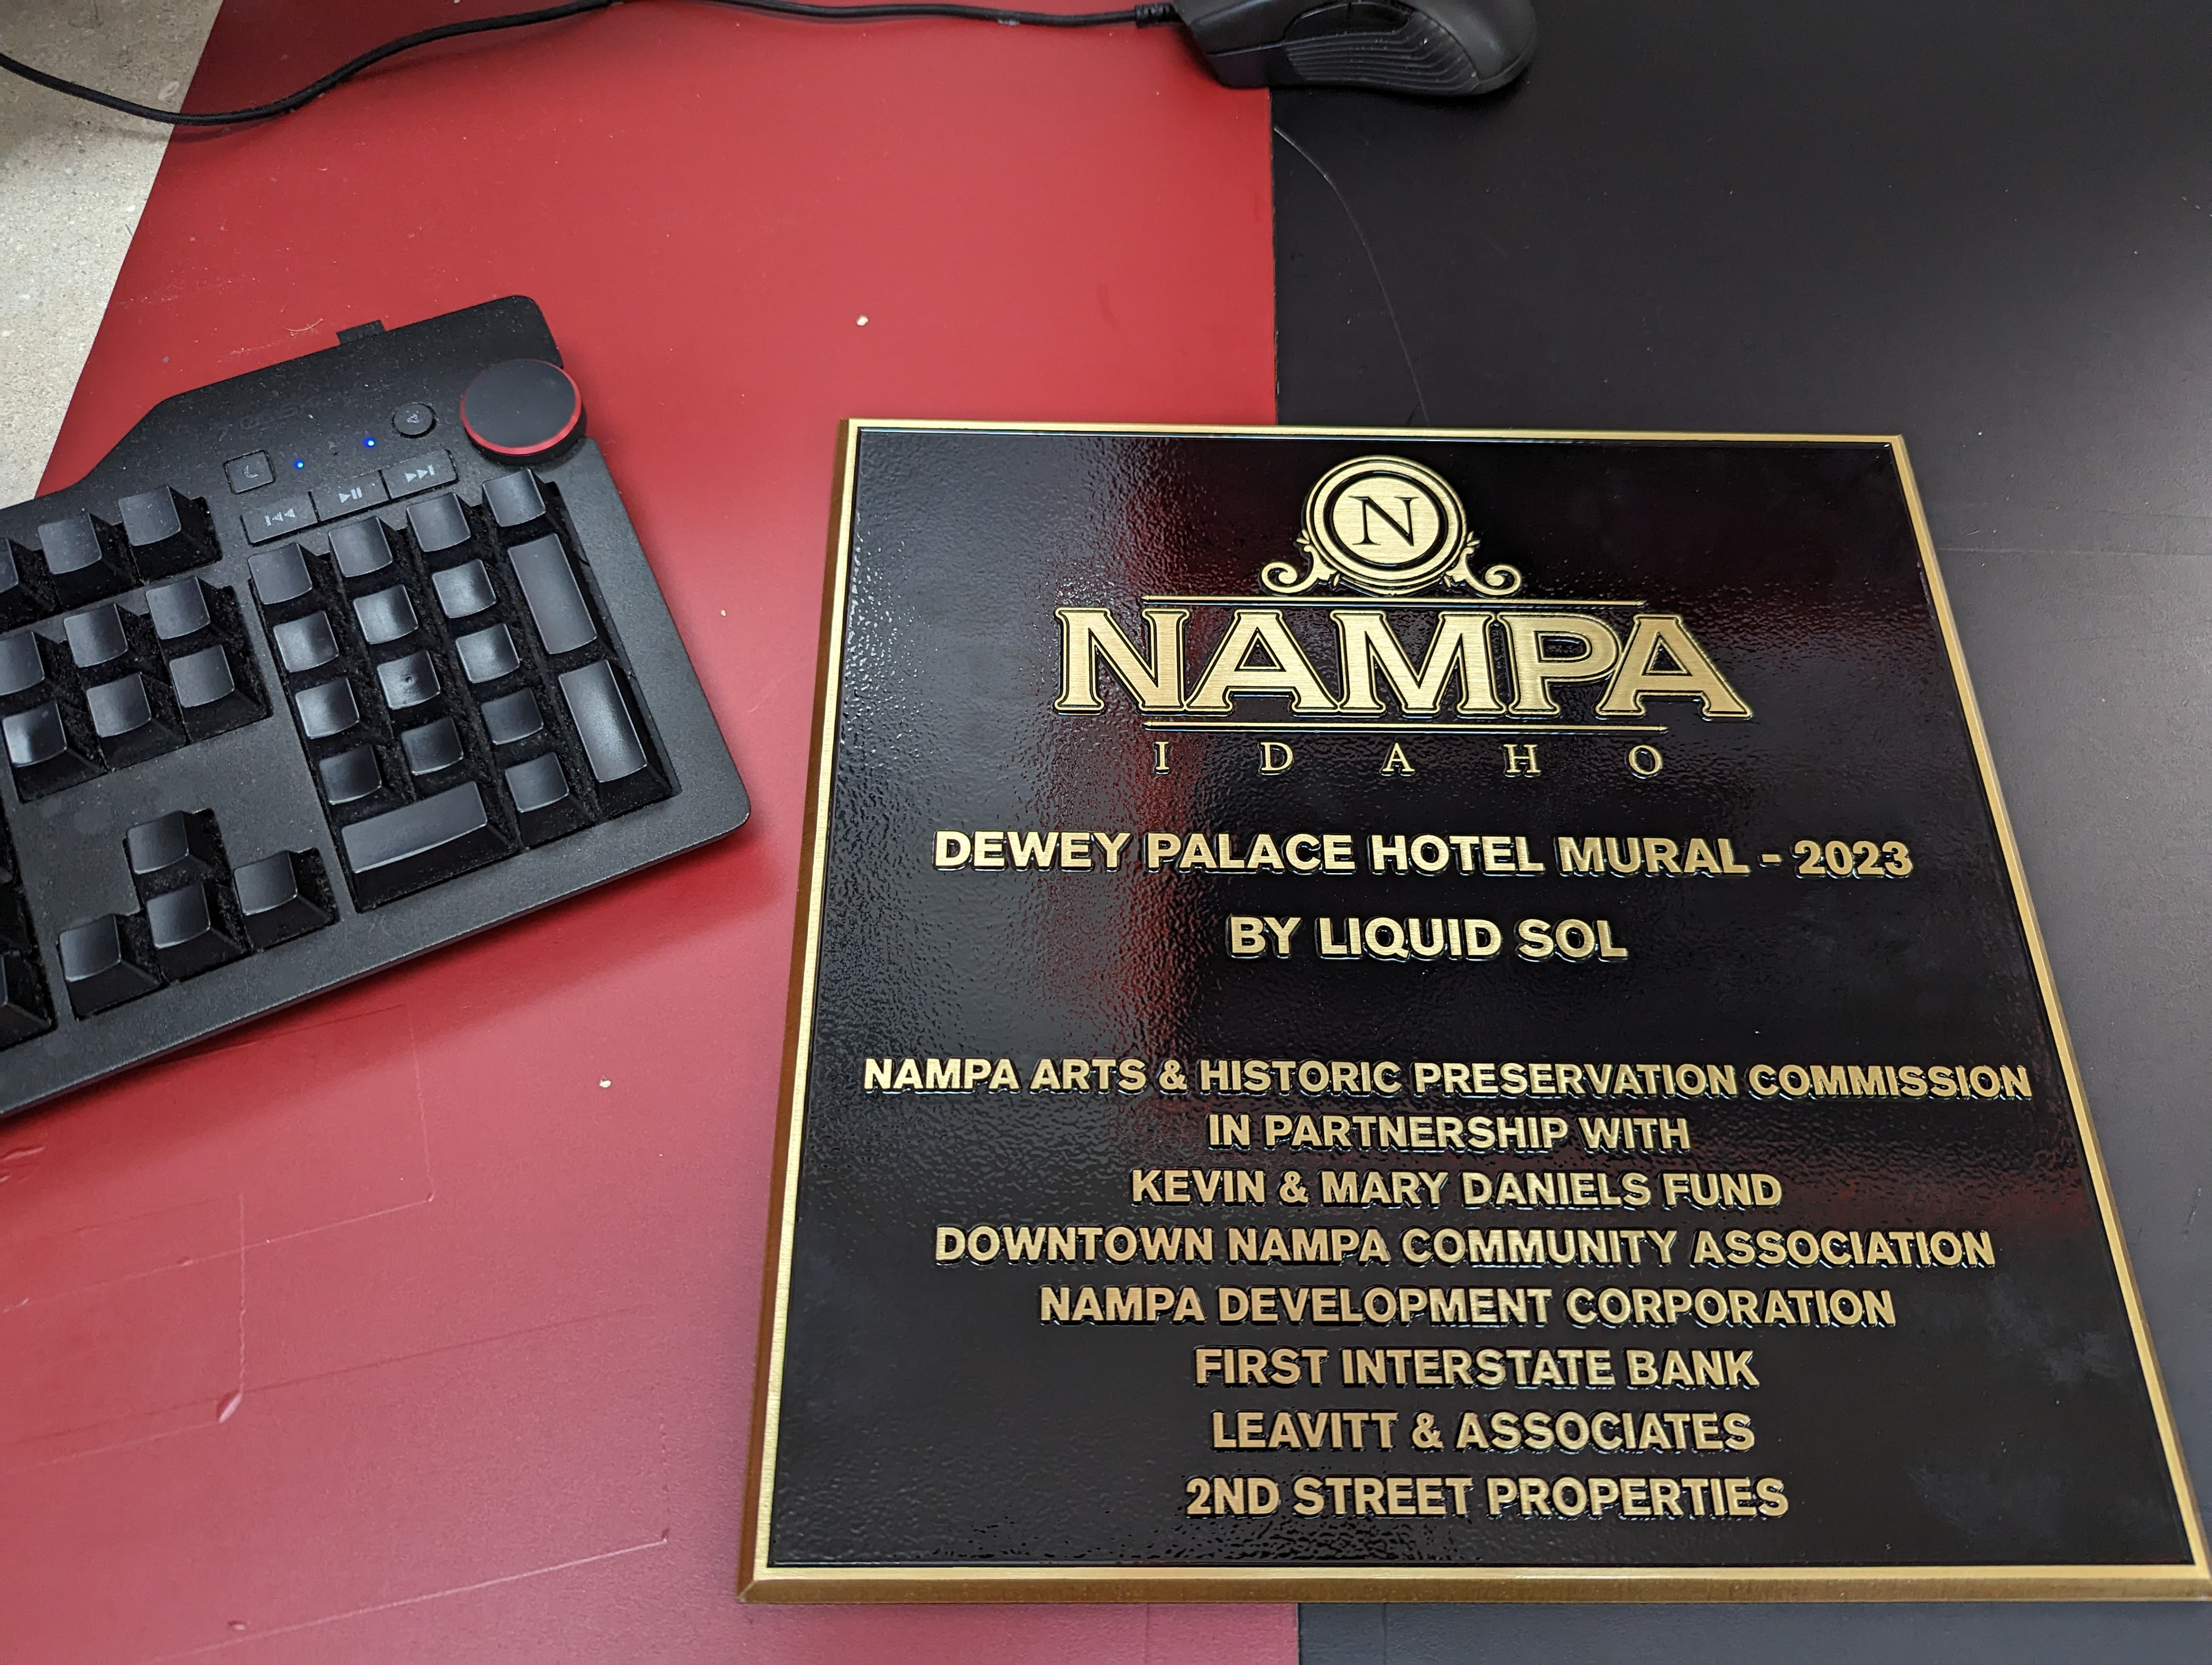 N
NAMPA
IDAHO
DEWEY PALACE HOTEL MURAL - 2023
BY LIQUID SOL
NAMPA ARTS & HISTORIC PRESERVATION COMMISSION
IN PARTNERSHIP WITH
KEVIN & MARY DANIELS FUND
DOWNTOWN NAMPA COMMUNITY ASSOCIATION
NAMPA DEVELOPMENT CORPORATION
FIRST INTERSTATE BANK
LEAVITT & ASSOCIATES
2ND STREET PROPERTIES